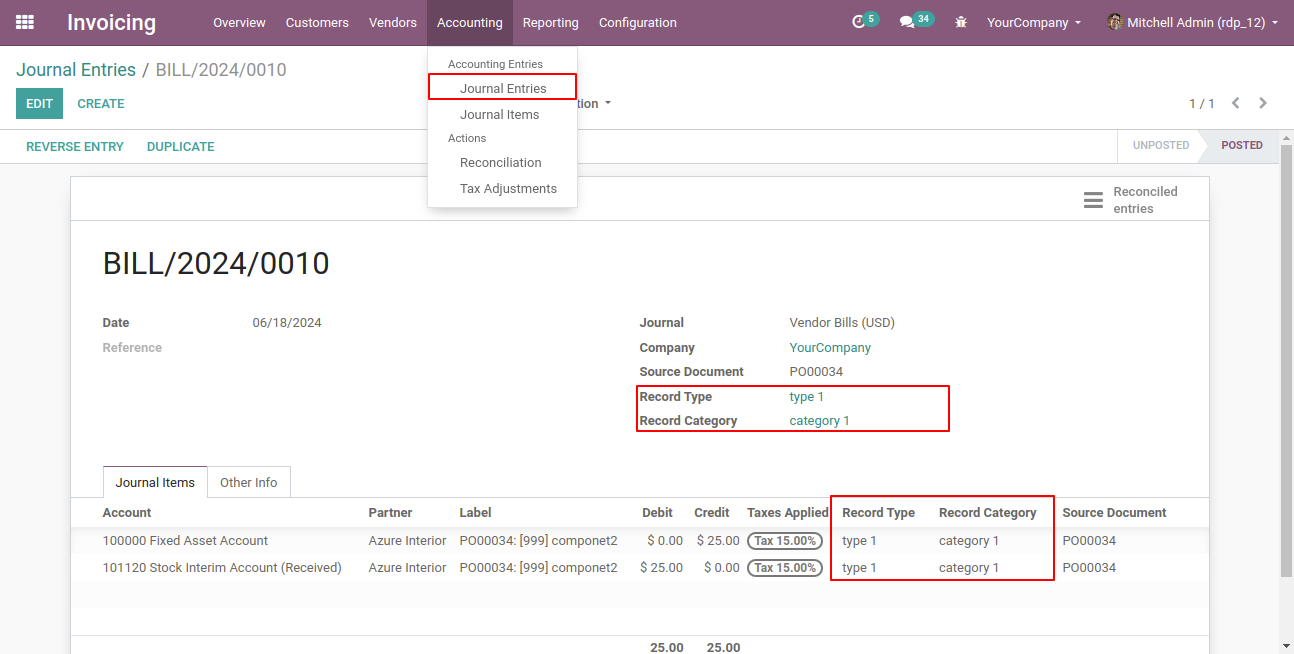 Invoicing Overview Customers Vendors Accounting Reporting Configuration 5 34 YourCompany Mitchell Admin (rdp_12)
Journal Entries / BILL/2024/0010
Accounting Entries
Journal Entries
Journal Items
Actions
Reconciliation
Tax Adjustments
EDIT CREATE tion 1 / 1
REVERSE ENTRY DUPLICATE UNPOSTED POSTED
Reconciled
entries
BILL/2024/0010
Date 06/18/2024
Reference
Journal Vendor Bills (USD)
Company YourCompany
Source Document PO00034
Record Type type 1
Record Category category 1
Journal Items Other Info
Account Partner Label Debit Credit Taxes Applied Record Type Record Category Source Document
100000 Fixed Asset Account Azure Interior PO00034: [999] componet2 $ 0.00 $ 25.00 Tax 15.00% type 1 category 1 PO00034
101120 Stock Interim Account (Received) Azure Interior PO00034: [999] componet2 $ 25.00 $ 0.00 Tax 15.00% type 1 category 1 PO00034
25.00 25.00